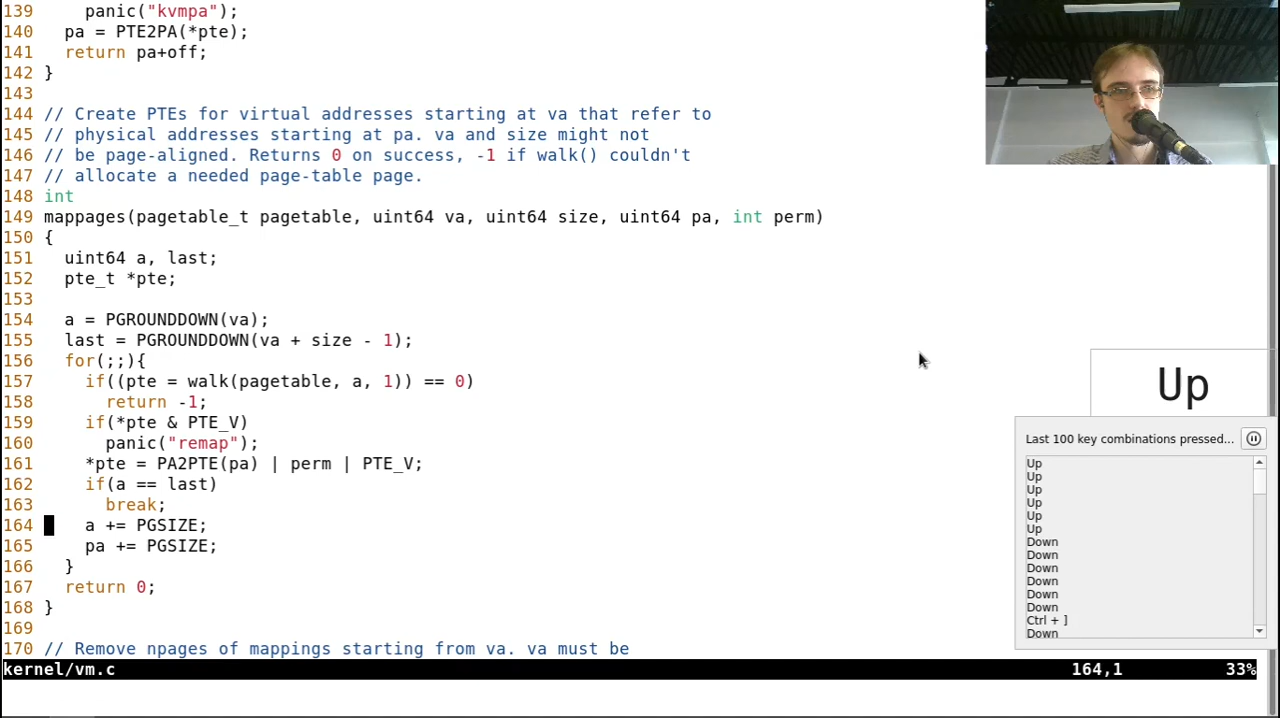 139     panic("kvmpa");
140   pa = PTE2PA(*pte);
141   return pa+off;
142 }
143
144 // Create PTEs for virtual addresses starting at va that refer to
145 // physical addresses starting at pa. va and size might not
146 // be page-aligned. Returns 0 on success, -1 if walk() couldn't
147 // allocate a needed page-table page.
148 int
149 mappages(pagetable_t pagetable, uint64 va, uint64 size, uint64 pa, int perm)
150 {
151   uint64 a, last;
152   pte_t *pte;
153
154   a = PGROUNDDOWN(va);
155   last = PGROUNDDOWN(va + size - 1);
156   for(;;){
157     if((pte = walk(pagetable, a, 1)) == 0)
158       return -1;
159     if(*pte & PTE_V)
160       panic("remap");
161     *pte = PA2PTE(pa) | perm | PTE_V;
162     if(a == last)
163       break;
164     a += PGSIZE;
165     pa += PGSIZE;
166   }
167   return 0;
168 }
169
170 // Remove npages of mappings starting from va. va must be
kernel/vm.c 164,1 33%
Up
Last 100 key combinations pressed...
Up
Up
Up
Up
Up
Up
Down
Down
Down
Down
Down
Down
Ctrl + ]
Down